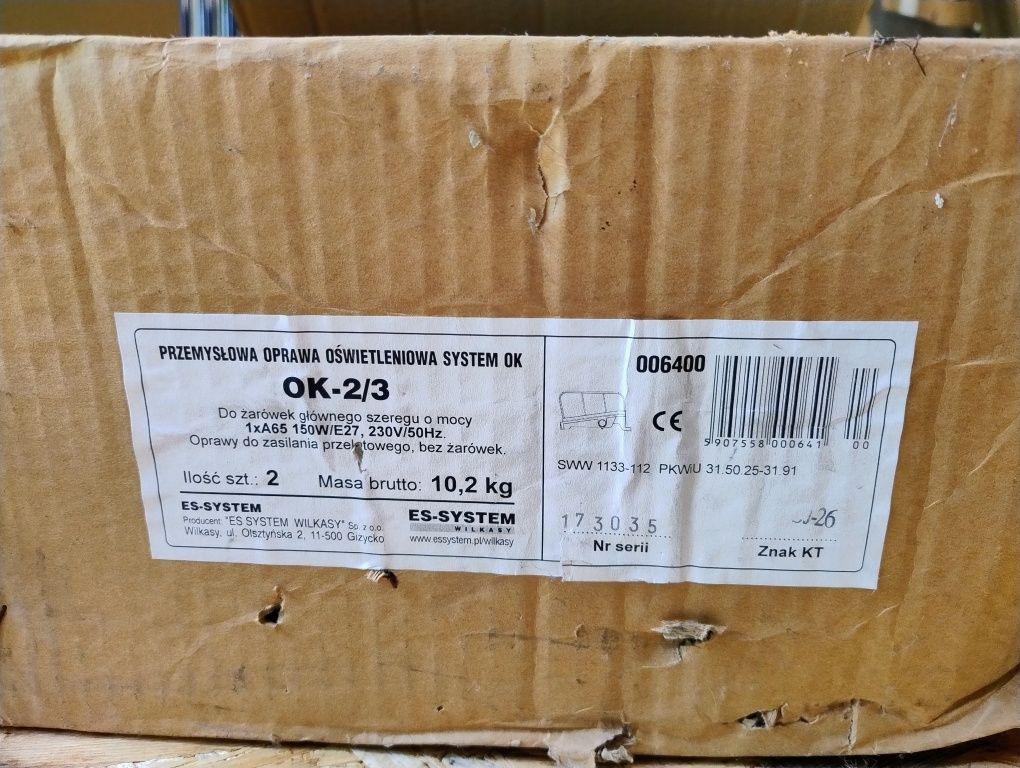 PRZEMYSŁOWA OPRAWA OŚWIETLENIOWA SYSTEM OK
OK-2/3
Do żarówek głównego szeregu o mocy
1xA65 150W/E27, 230V/50Hz.
Oprawy do zasilania przelotowego, bez żarówek.
Ilość szt.: 2 Masa brutto: 10,2 kg
ES-SYSTEM
Producent: "ES SYSTEM WILKASY" Sp. z o.o.
Wilkasy, ul. Olsztyńska 2, 11-500 Giżycko
ES-SYSTEM
WILKASY
www.essystem.pl/wilkasy
006400
CE
5 907558 000641 00
SWW 1133-112 PKWiU 31.50.25-31.91
173035
-26
Nr serii
Znak KT